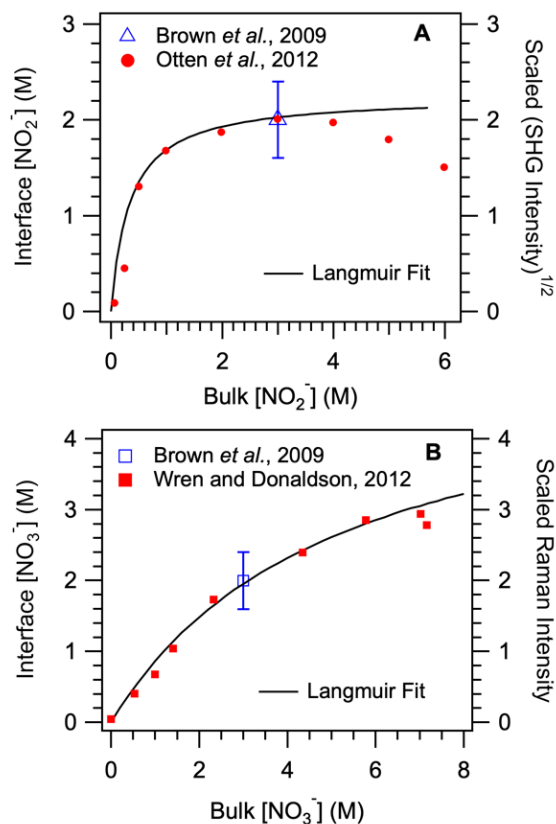 A
Brown et al., 2009
Otten et al., 2012
Langmuir Fit
3
2
1
0
3
2
1
0
0
2
4
6
Interface [NO2-] (M)
Scaled (SHG Intensity)1/2
Bulk [NO2-] (M)
B
Brown et al., 2009
Wren and Donaldson, 2012
Langmuir Fit
4
3
2
1
0
4
3
2
1
0
0
2
4
6
8
Interface [NO3-] (M)
Scaled Raman Intensity
Bulk [NO3-] (M)